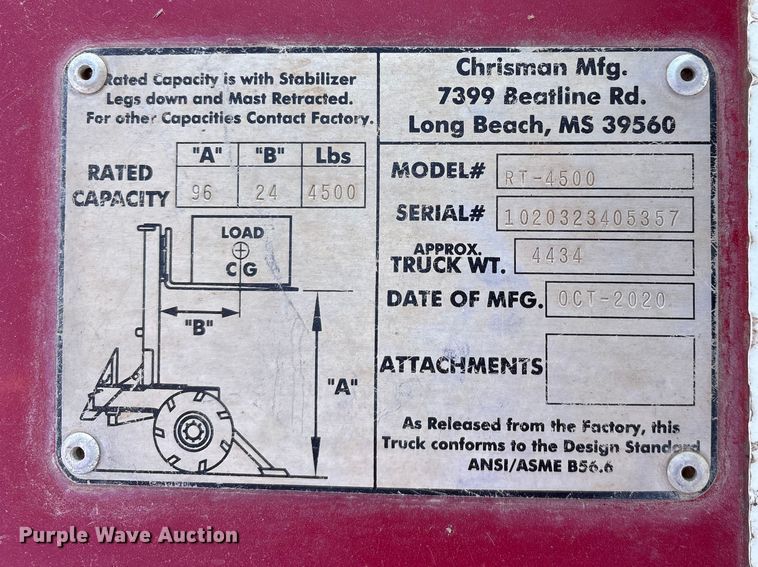 Rated Capacity is with Stabilizer
Legs down and Mast Retracted.
For other Capacities Contact Factory.
"A" "B" Lbs
RATED CAPACITY 96 24 4500
LOAD
CG
"B"
"A"
Chrisman Mfg.
7399 Beatline Rd.
Long Beach, MS 39560
MODEL# RT-4500
SERIAL# 1020323405357
APPROX.
TRUCK WT. 4434
DATE OF MFG. OCT-2020
ATTACHMENTS
As Released from the Factory, this
Truck conforms to the Design Standard
ANSI/ASME B56.6
Purple Wave Auction